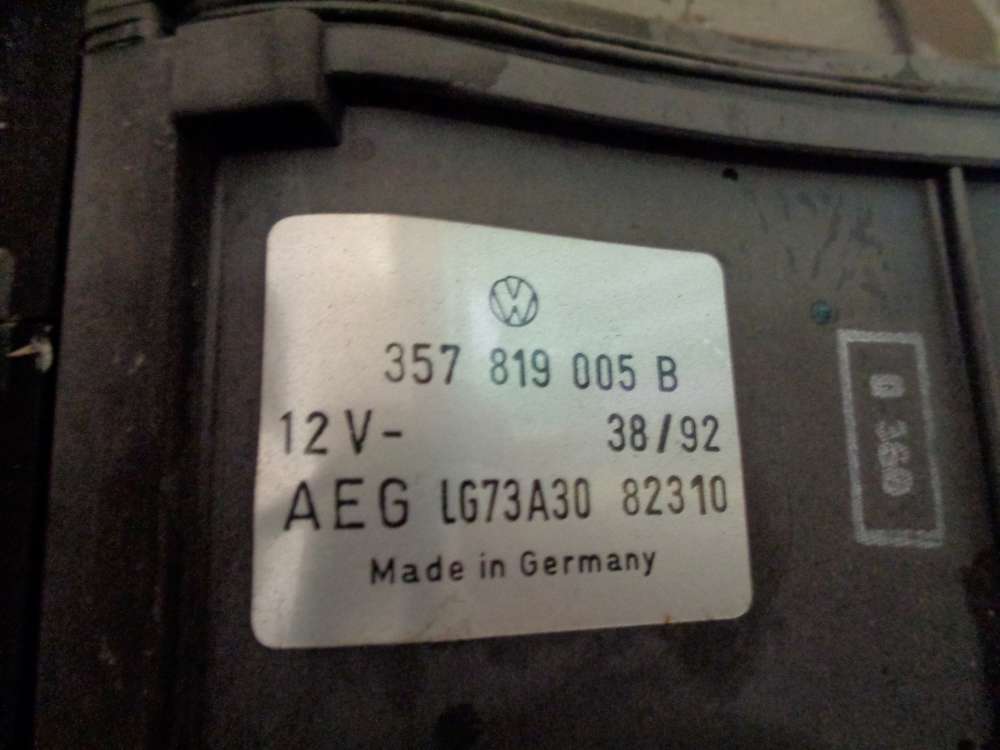 357 819 005 B
12V- 38/92
AEG LG73A30 82310
Made in Germany